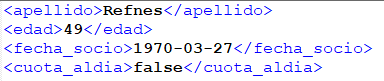 <apellido>Refnes</apellido>
<edad>49</edad>
<fecha_socio>1970-03-27</fecha_socio>
<cuota_aldia>false</cuota_aldia>